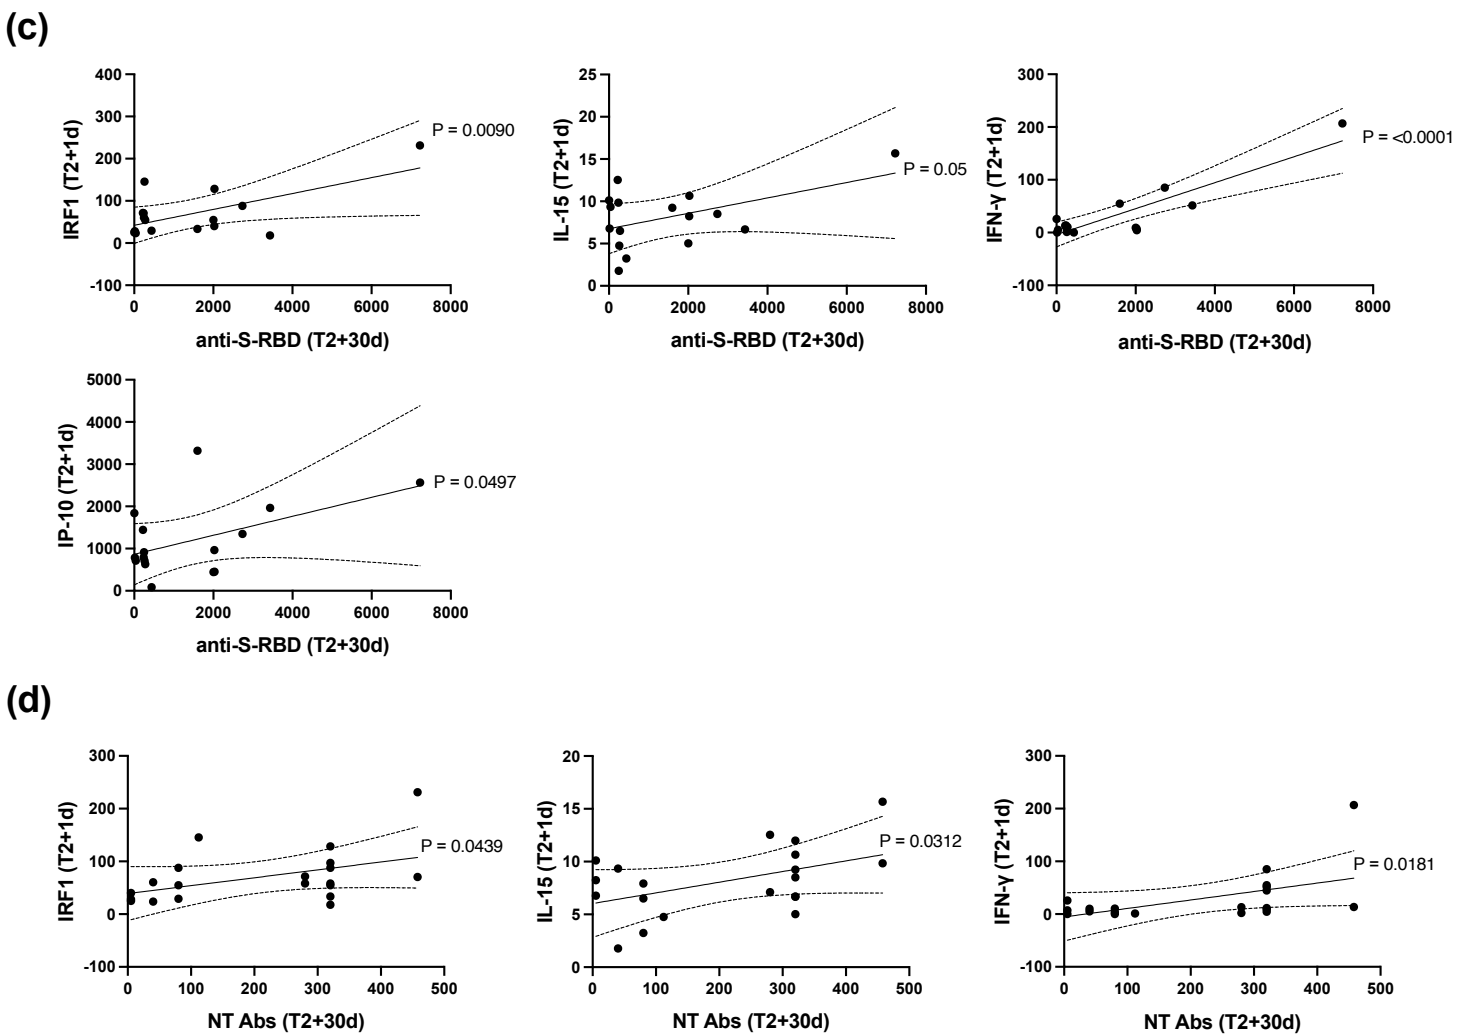 (c)
IRF1 (T2+1d)
400
300
200
100
0
-100
P = 0.0090
0 2000 4000 6000 8000
anti-S-RBD (T2+30d)
IL-15 (T2+1d)
25
20
15
10
5
0
P = 0.05
0 2000 4000 6000 8000
anti-S-RBD (T2+30d)
IFN-γ (T2+1d)
300
200
100
0
-100
P = <0.0001
0 2000 4000 6000 8000
anti-S-RBD (T2+30d)
IP-10 (T2+1d)
5000
4000
3000
2000
1000
0
P = 0.0497
0 2000 4000 6000 8000
anti-S-RBD (T2+30d)
(d)
IRF1 (T2+1d)
300
200
100
0
-100
P = 0.0439
0 100 200 300 400 500
NT Abs (T2+30d)
IL-15 (T2+1d)
20
15
10
5
0
P = 0.0312
0 100 200 300 400 500
NT Abs (T2+30d)
IFN-γ (T2+1d)
300
200
100
0
-100
P = 0.0181
0 100 200 300 400 500
NT Abs (T2+30d)